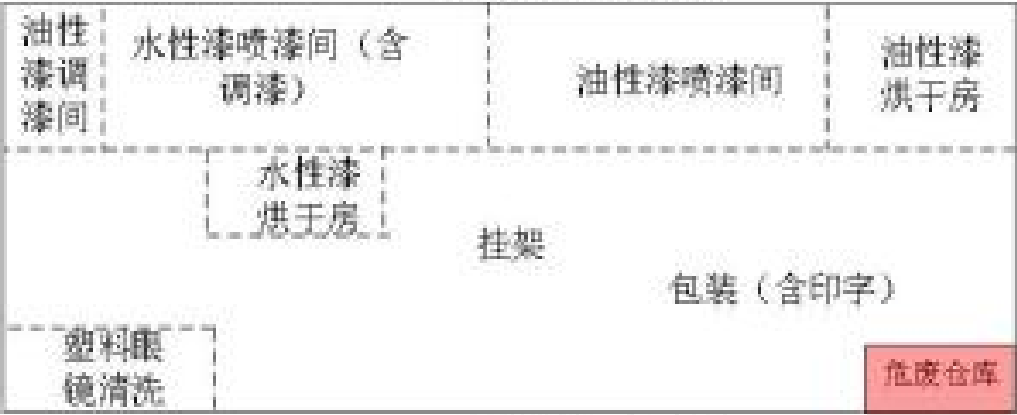 油性
漆调
漆间
水性漆喷漆间（含
调漆）
油性漆喷漆间
油性漆
烘干房
水性漆
烘干房
挂架
包装（含印字）
塑料眼
镜清洗
危废仓库